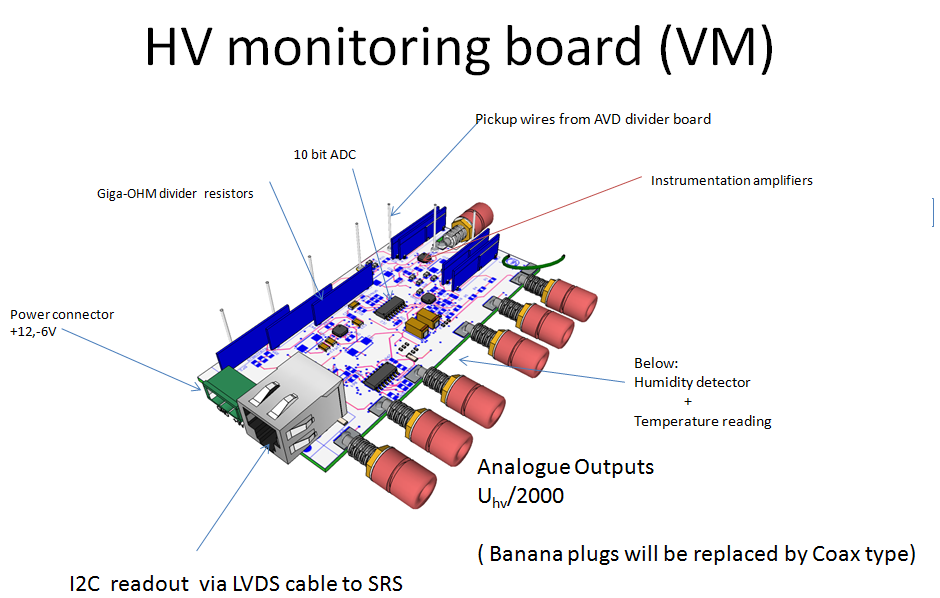 HV monitoring board (VM)
Pickup wires from AVD divider board
10 bit ADC
Instrumentation amplifiers
Giga-OHM divider resistors
Power connector
+12,-6V
Below:
Humidity detector
+
Temperature reading
Analogue Outputs
Uhv/2000
( Banana plugs will be replaced by Coax type)
I2C readout via LVDS cable to SRS